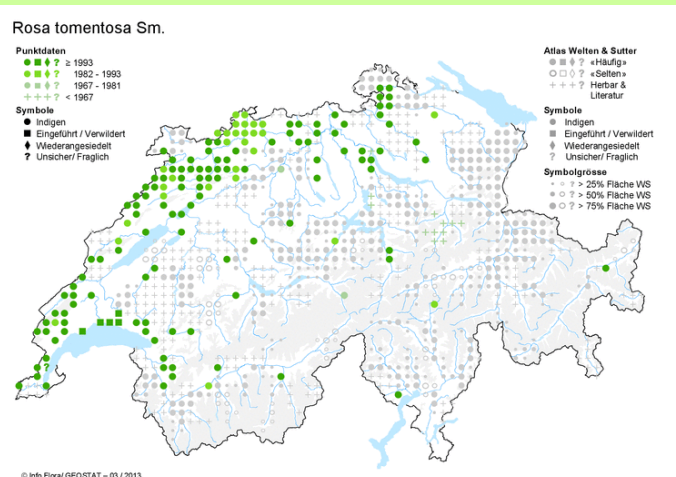 Rosa tomentosa Sm.
Punktdaten
? ≥ 1993
? 1982 - 1993
? 1967 - 1981
< 1967
Symbole
Indigen
Eingeführt / Verwildert
Wiederangesiedelt
? Unsicher/ Fraglich
Atlas Welten & Sutter
? «Häufig»
? «Selten»
Herbar &
Literatur
Symbole
Indigen
Eingeführt / Verwildert
Wiederangesiedelt
? Unsicher/ Fraglich
Symbolgrösse
? > 25% Fläche WS
? > 50% Fläche WS
? > 75% Fläche WS
?
© Info Flora/ GEOSTAT – 03 / 2013